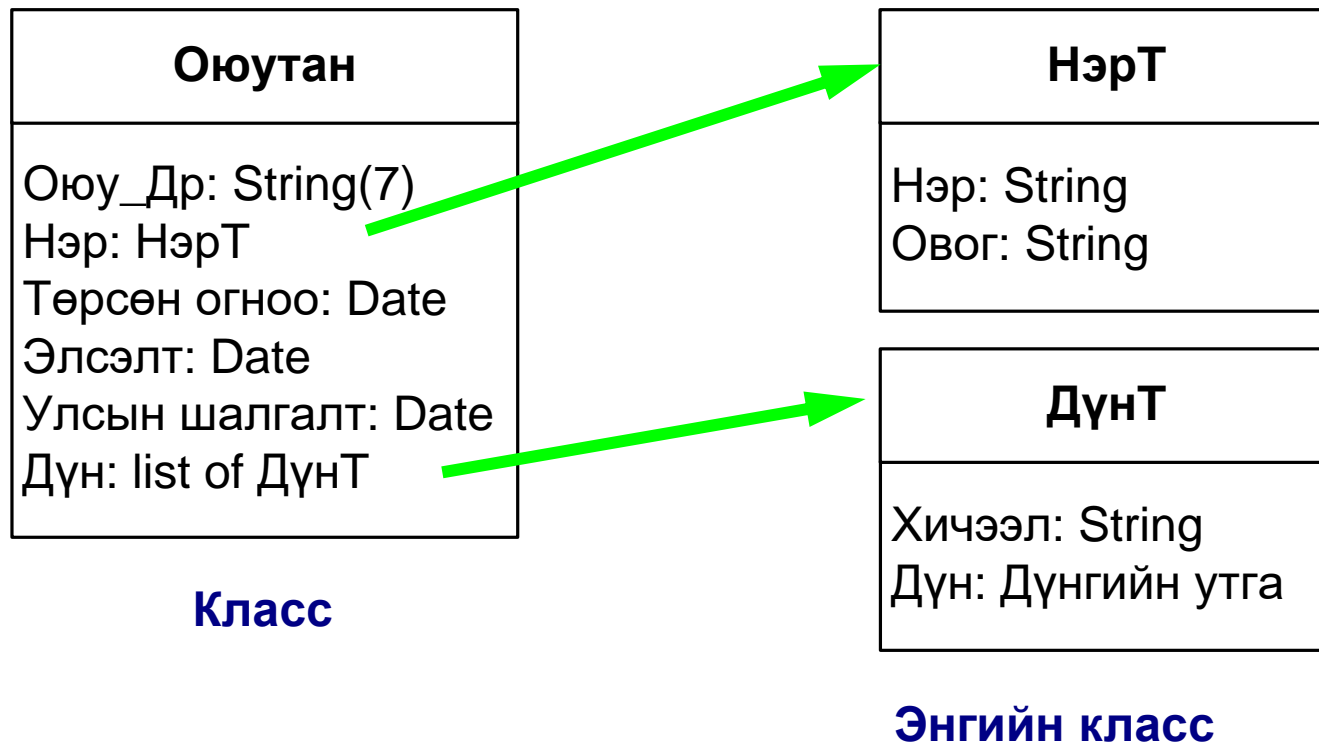 Оюутан
Оюу_Др: String(7)
Нэр: НэрТ
Төрсөн огноо: Date
Элсэлт: Date
Улсын шалгалт: Date
Дүн: list of ДүнТ
Класс
НэрТ
Нэр: String
Овог: String
ДүнТ
Хичээл: String
Дүн: Дүнгийн утга
Энгийн класс